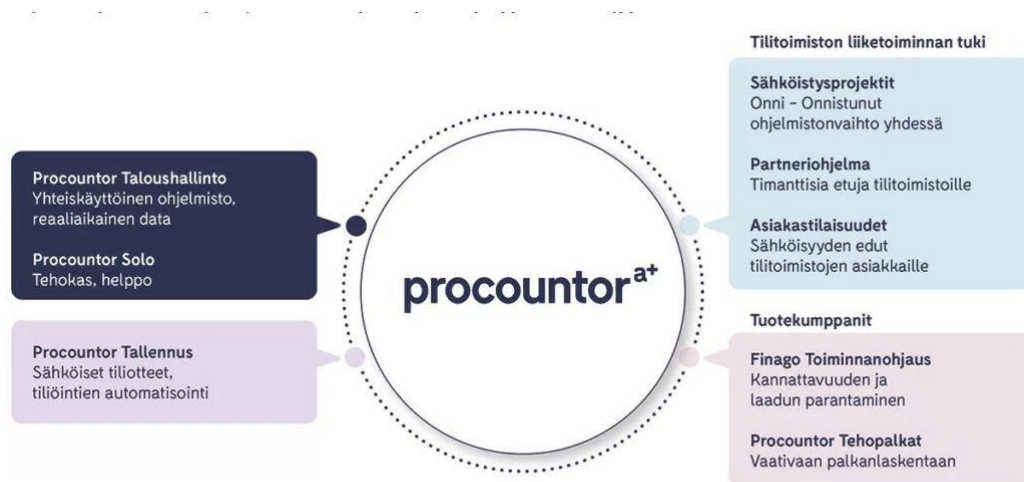 Procountor Taloushallinto
Yhteiskäyttöinen ohjelmisto,
reaaliaikainen data
Procountor Solo
Tehokas, helppo
Procountor Tallennus
Sähköiset tiliotteet,
tiliöintien automatisointi
procountor a+
Tilitoimiston liiketoiminnan tuki
Sähköistysprojektit
Onni – Onnistunut
ohjelmistonvaihto yhdessä
Partneriohjelma
Timanttisia etuja tilitoimistoille
Asiakastilaisuudet
Sähköisyyden edut
tilitoimistojen asiakkaille
Tuotekumppanit
Finago Toiminnanohjaus
Kannattavuuden ja
laadun parantaminen
Procountor Tehopalkat
Vaativaan palkanlaskentaan